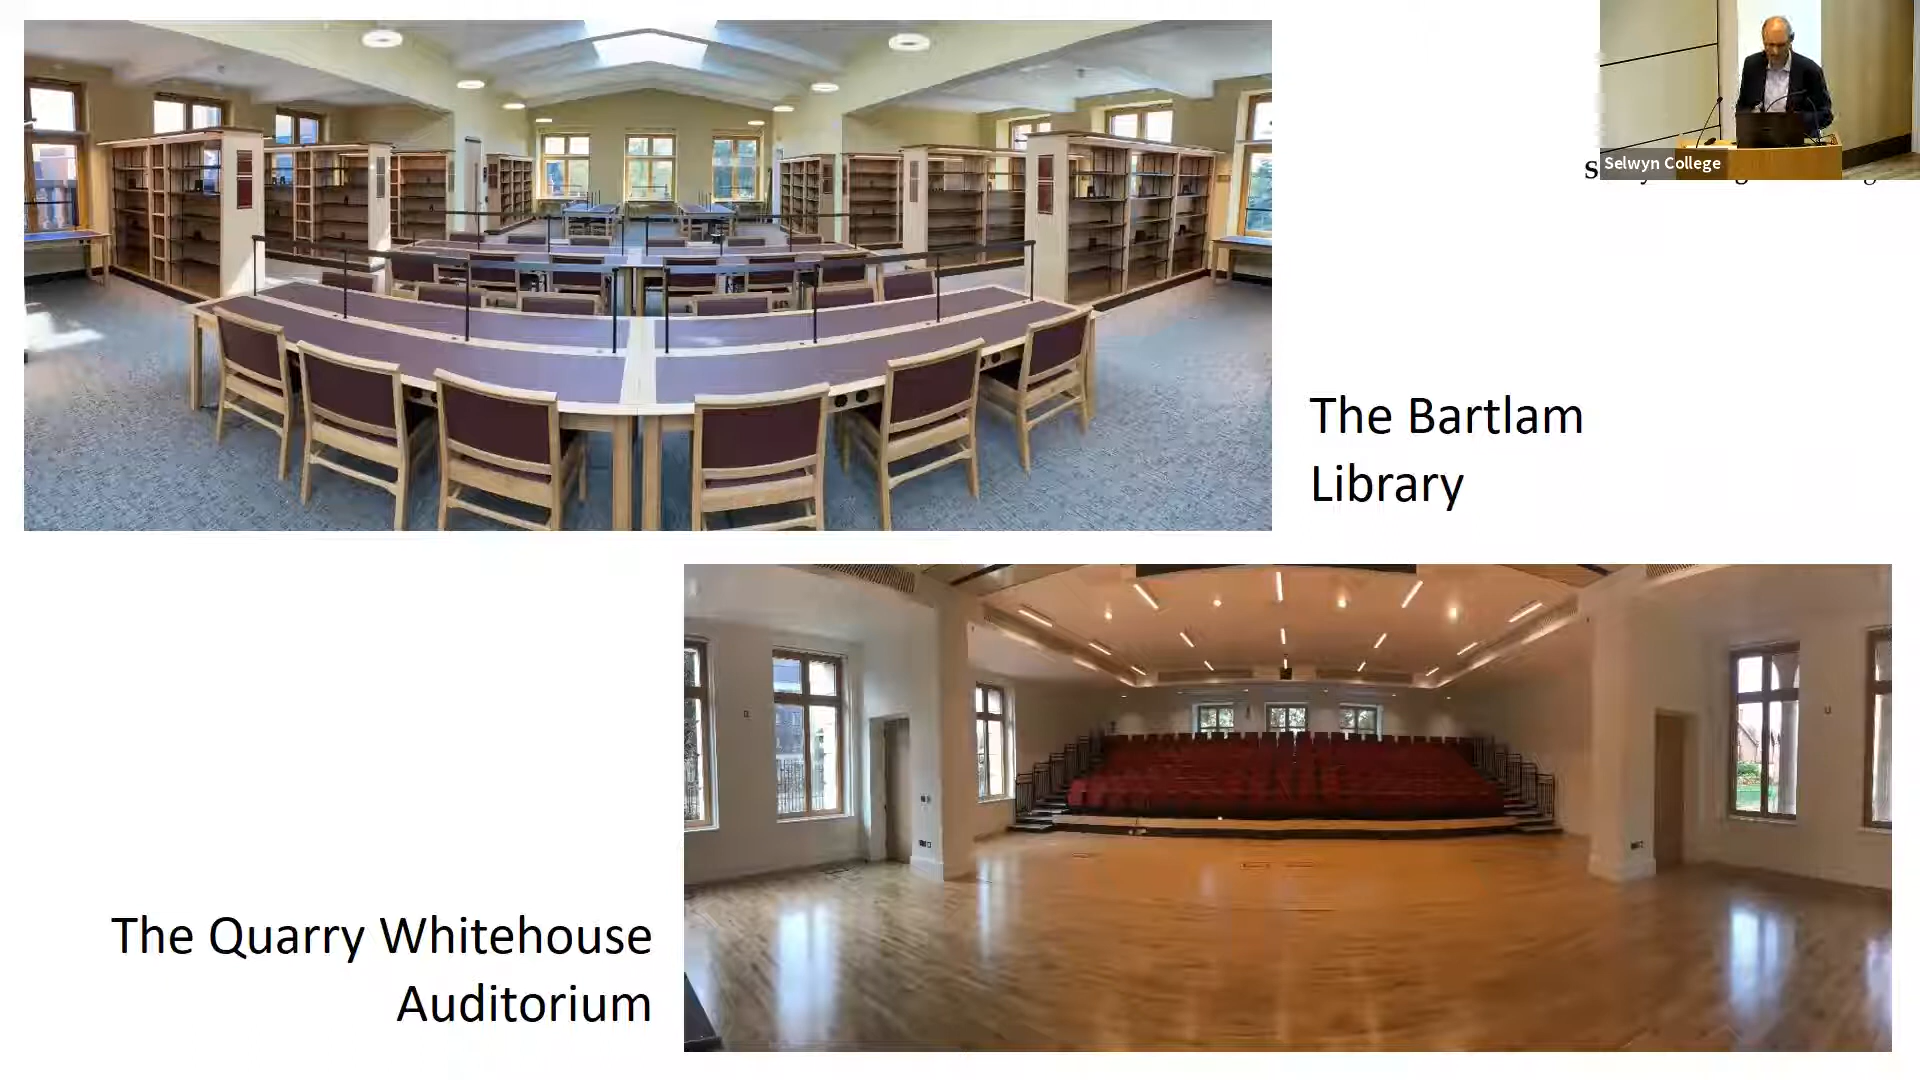 Selwyn College
The Bartlam
Library
The Quarry Whitehouse
Auditorium